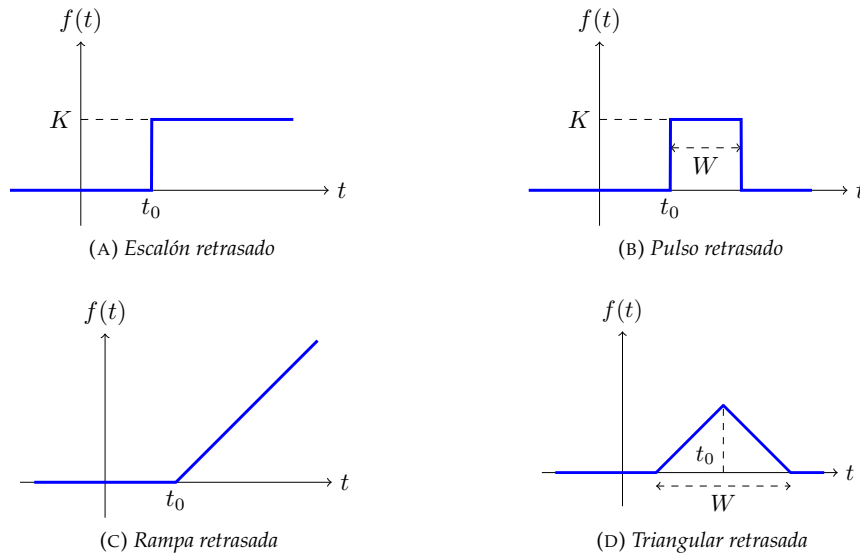 f(t)
K
t
t₀
(A) Escalón retrasado
f(t)
K
W
t
t₀
(B) Pulso retrasado
f(t)
t
t₀
(C) Rampa retrasada
f(t)
t₀
t
W
(D) Triangular retrasada